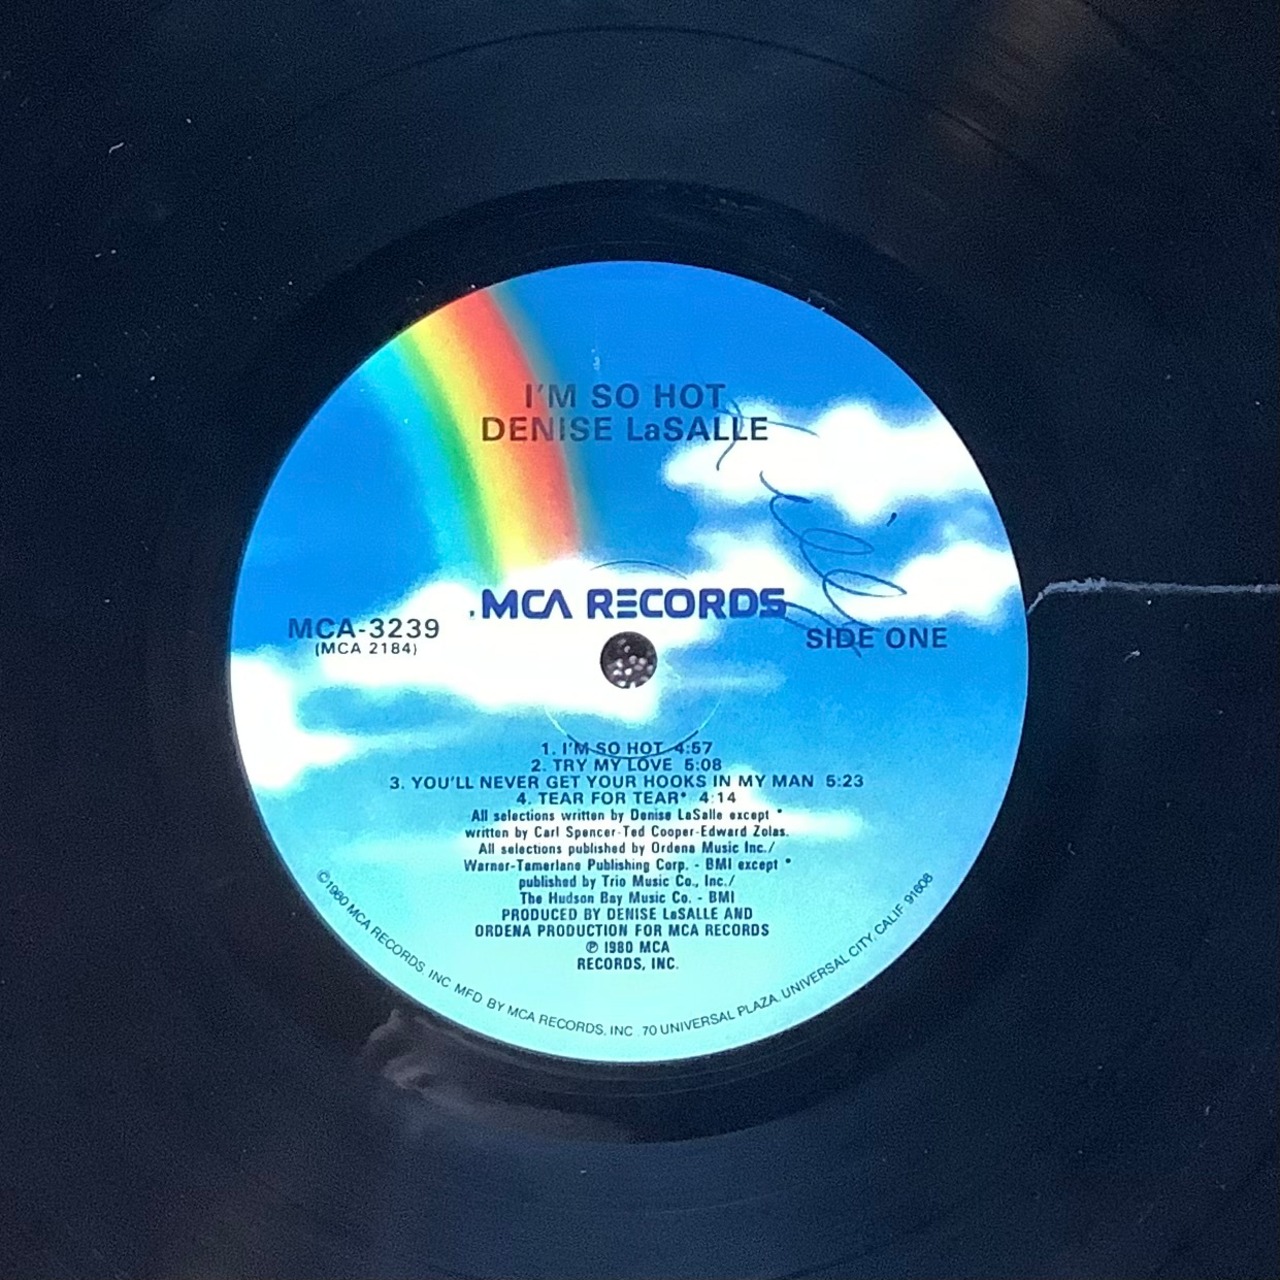 I'M SO HOT
DENISE LaSALLE
MCA RECORDS
MCA-3239
(MCA 2184)
SIDE ONE
1. I'M SO HOT 4:57
2. TRY MY LOVE 5:08
3. YOU'LL NEVER GET YOUR HOOKS IN MY MAN 5:23
4. TEAR FOR TEAR* 4:14
All selections written by Denise LaSalle except *
written by Carl Spencer-Ted Cooper-Edward Zolas.
All selections published by Ordena Music Inc./
Warner-Tamerlane Publishing Corp. - BMI except *
published by Trio Music Co., Inc./
The Hudson Bay Music Co. - BMI
PRODUCED BY DENISE LaSALLE AND
ORDENA PRODUCTION FOR MCA RECORDS
℗ 1980 MCA
RECORDS, INC.
©1980 MCA RECORDS, INC MFD BY MCA RECORDS, INC. 70 UNIVERSAL PLAZA, UNIVERSAL CITY, CALIF 91608